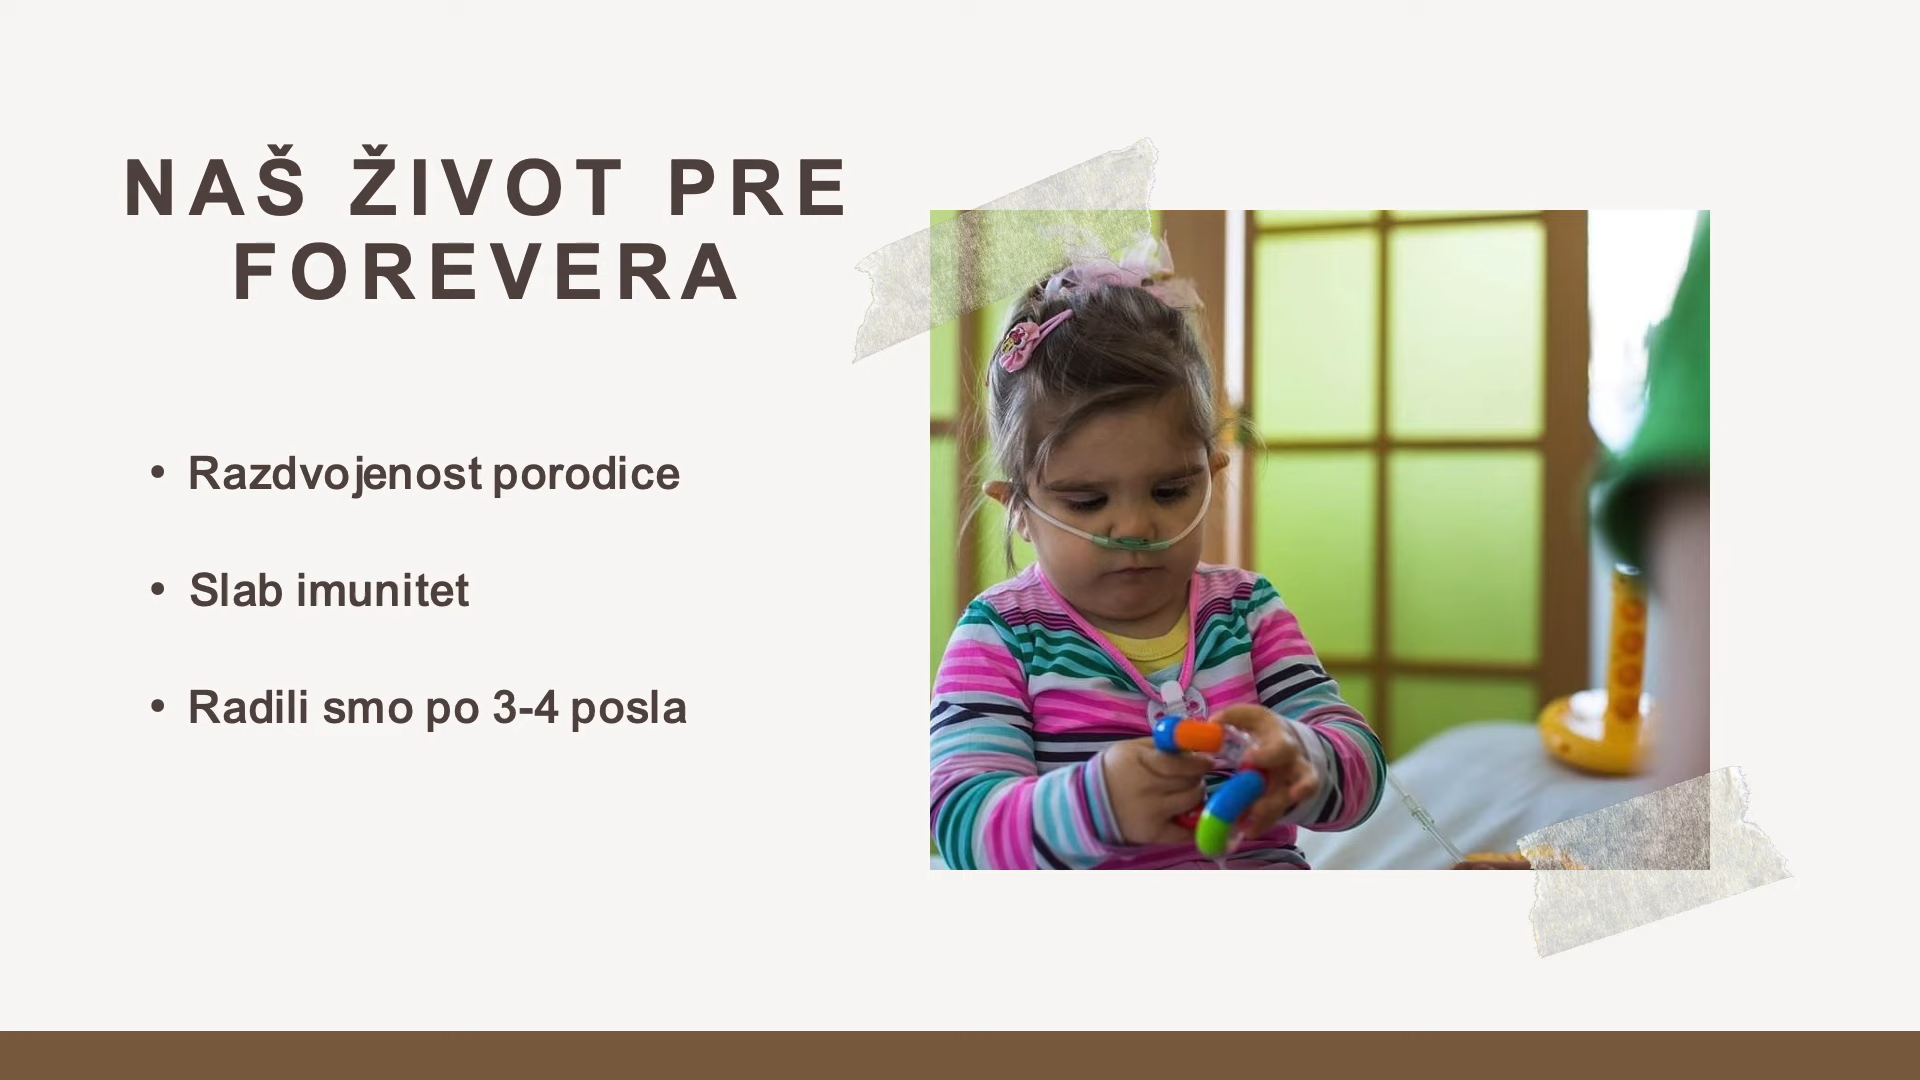 NAŠ ŽIVOT PRE
FOREVERA
• Razdvojenost porodice
• Slab imunitet
• Radili smo po 3-4 posla